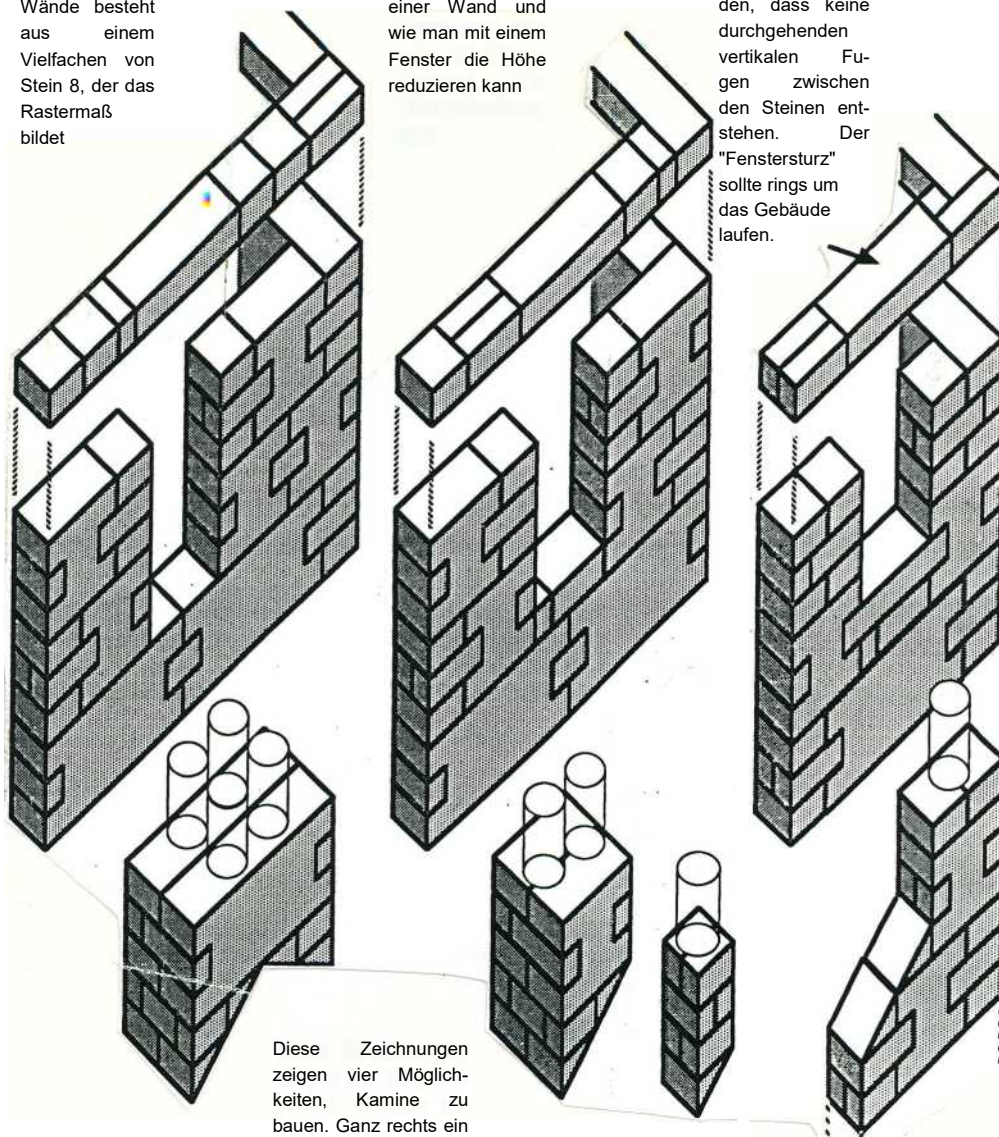 Wände besteht
aus einem
Vielfachen von
Stein 8, der das
Rastermaß
bildet
einer Wand und
wie man mit einem
Fenster die Höhe
reduzieren kann
den, dass keine
durchgehenden
vertikalen Fu-
gen zwischen
den Steinen ent-
stehen. Der
"Fenstersturz"
sollte rings um
das Gebäude
laufen.
Diese Zeichnungen
zeigen vier Möglich-
keiten, Kamine zu
bauen. Ganz rechts ein